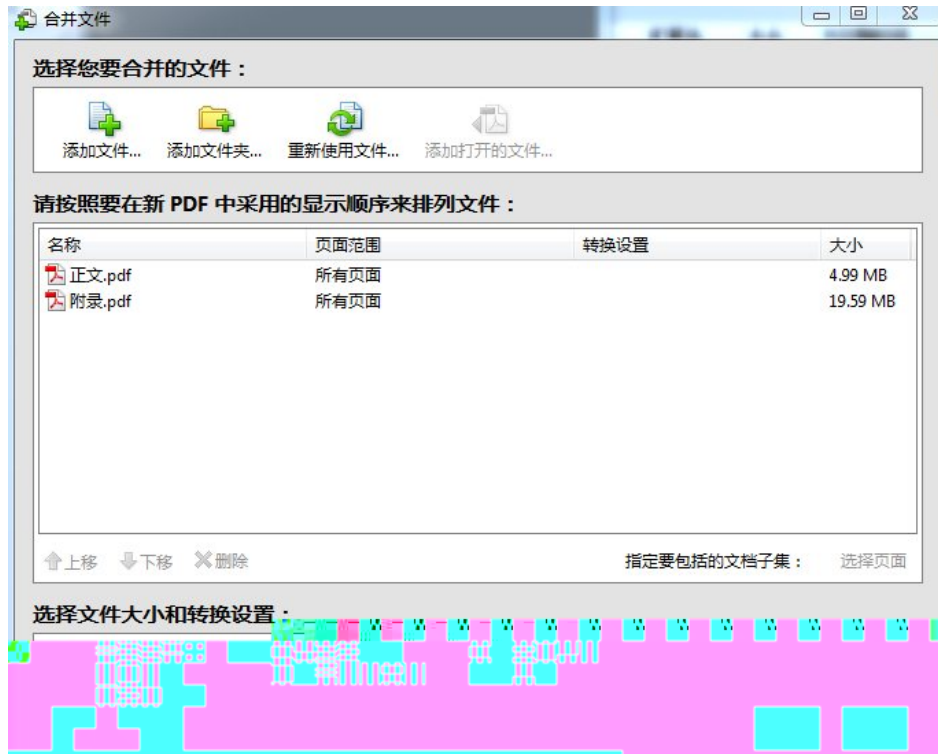 合并文件
选择您要合并的文件：
添加文件... 添加文件夹... 重新使用文件... 添加打开的文件...
请按照要在新 PDF 中采用的显示顺序来排列文件：
名称 页面范围 转换设置 大小
正文.pdf 所有页面 4.99 MB
附录.pdf 所有页面 19.59 MB
上移 下移 删除 指定要包括的文档子集： 选择页面
选择文件大小和转换设置：